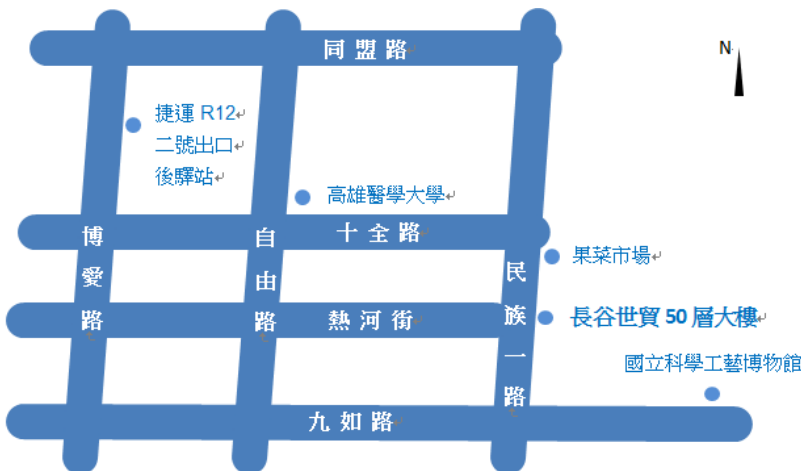 同盟路
N
捷運 R12
二號出口
後驛站
高雄醫學大學
博愛路
自由路
十全路
民族一路
果菜市場
熱河街
長谷世貿 50 層大樓
國立科學工藝博物館
九如路